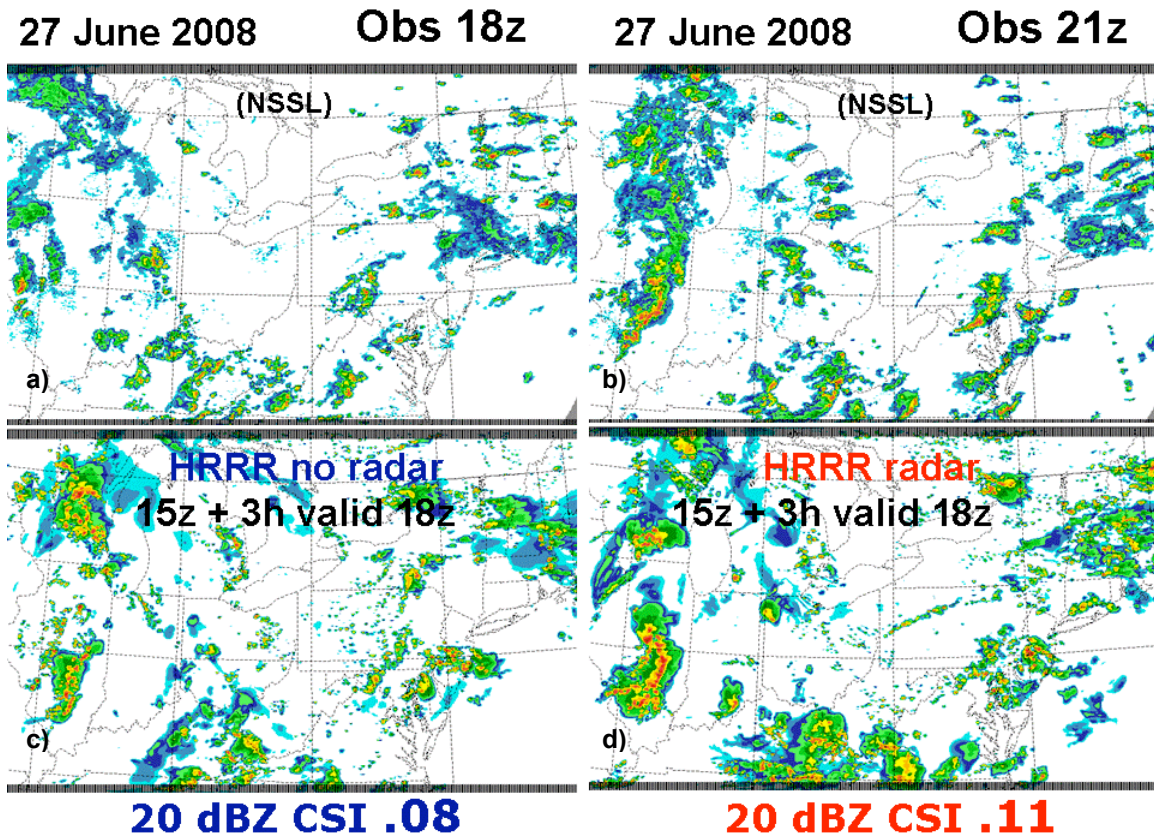 27 June 2008 Obs 18z
(NSSL)
a)
27 June 2008 Obs 21z
(NSSL)
b)
HRRR no radar
15z + 3h valid 18z
c)
20 dBZ CSI .08
HRRR radar
15z + 3h valid 18z
d)
20 dBZ CSI .11